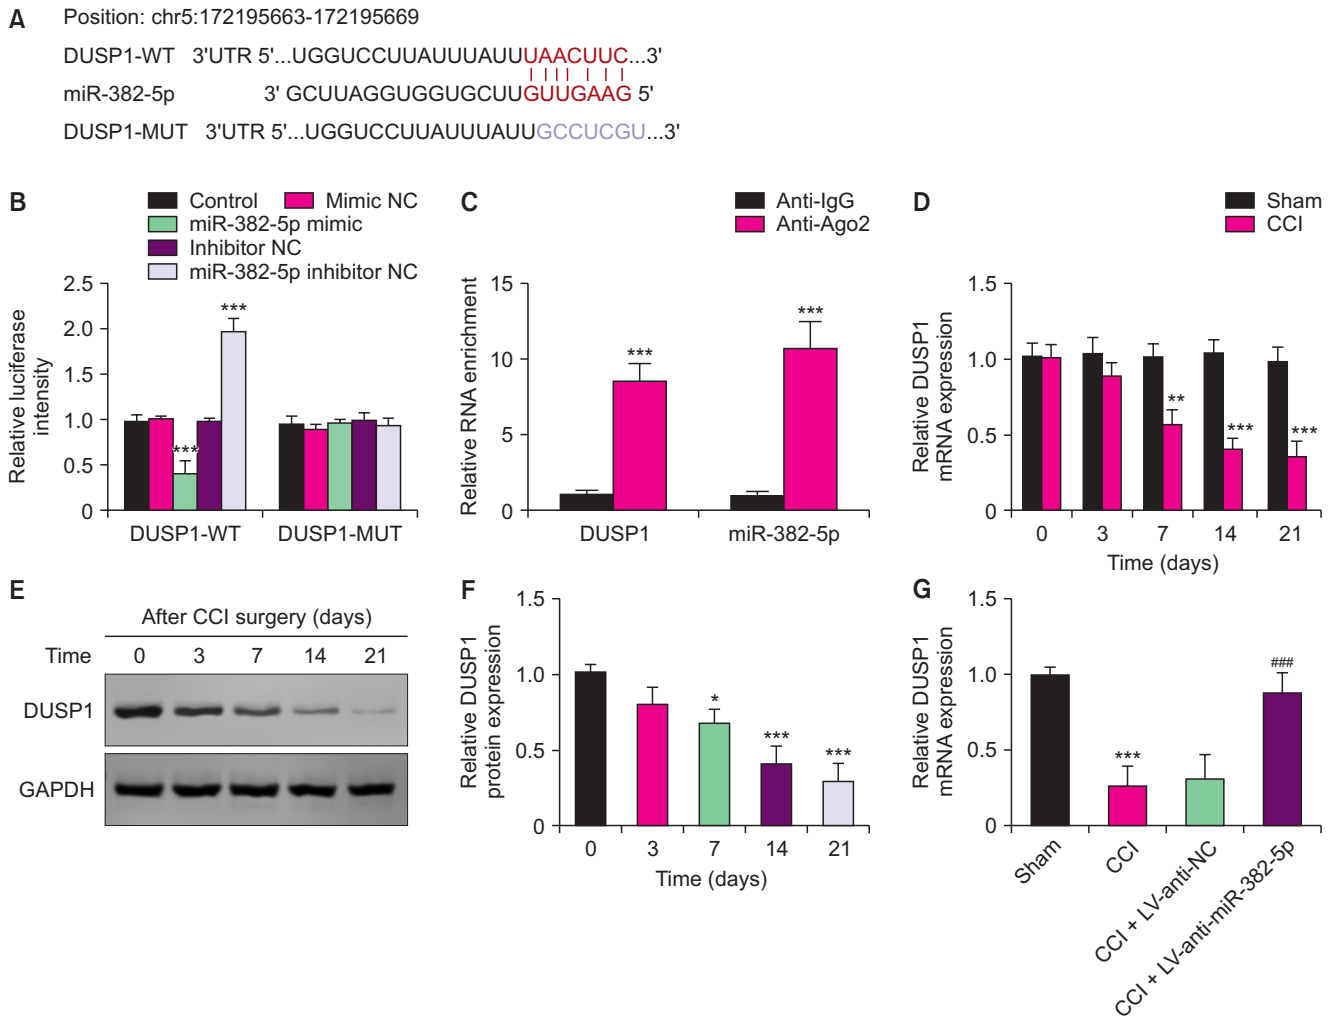 A
Position: chr5:172195663-172195669
DUSP1-WT 3'UTR 5'...UGGUCCUUAUUUAUUUAACUUC...3'
miR-382-5p 3' GCUUAGGUGGUGCUUGUUGAAG 5'
DUSP1-MUT 3'UTR 5'...UGGUCCUUAUUUAUUGCCUCGU...3'
B
Control
Mimic NC
miR-382-5p mimic
Inhibitor NC
miR-382-5p inhibitor NC
Relative luciferase
intensity
2.5
2.0
1.5
1.0
0.5
0
***
***
DUSP1-WT
DUSP1-MUT
C
Anti-IgG
Anti-Ago2
Relative RNA enrichment
15
10
5
0
***
***
DUSP1
miR-382-5p
D
Sham
CCI
Relative DUSP1
mRNA expression
1.5
1.0
0.5
0
**
***
***
0 3 7 14 21
Time (days)
E
After CCI surgery (days)
Time 0 3 7 14 21
DUSP1
GAPDH
F
Relative DUSP1
protein expression
1.5
1.0
0.5
0
*
***
***
0 3 7 14 21
Time (days)
G
Relative DUSP1
mRNA expression
1.5
1.0
0.5
0
***
###
Sham
CCI
CCI + LV-anti-NC
CCI + LV-anti-miR-382-5p